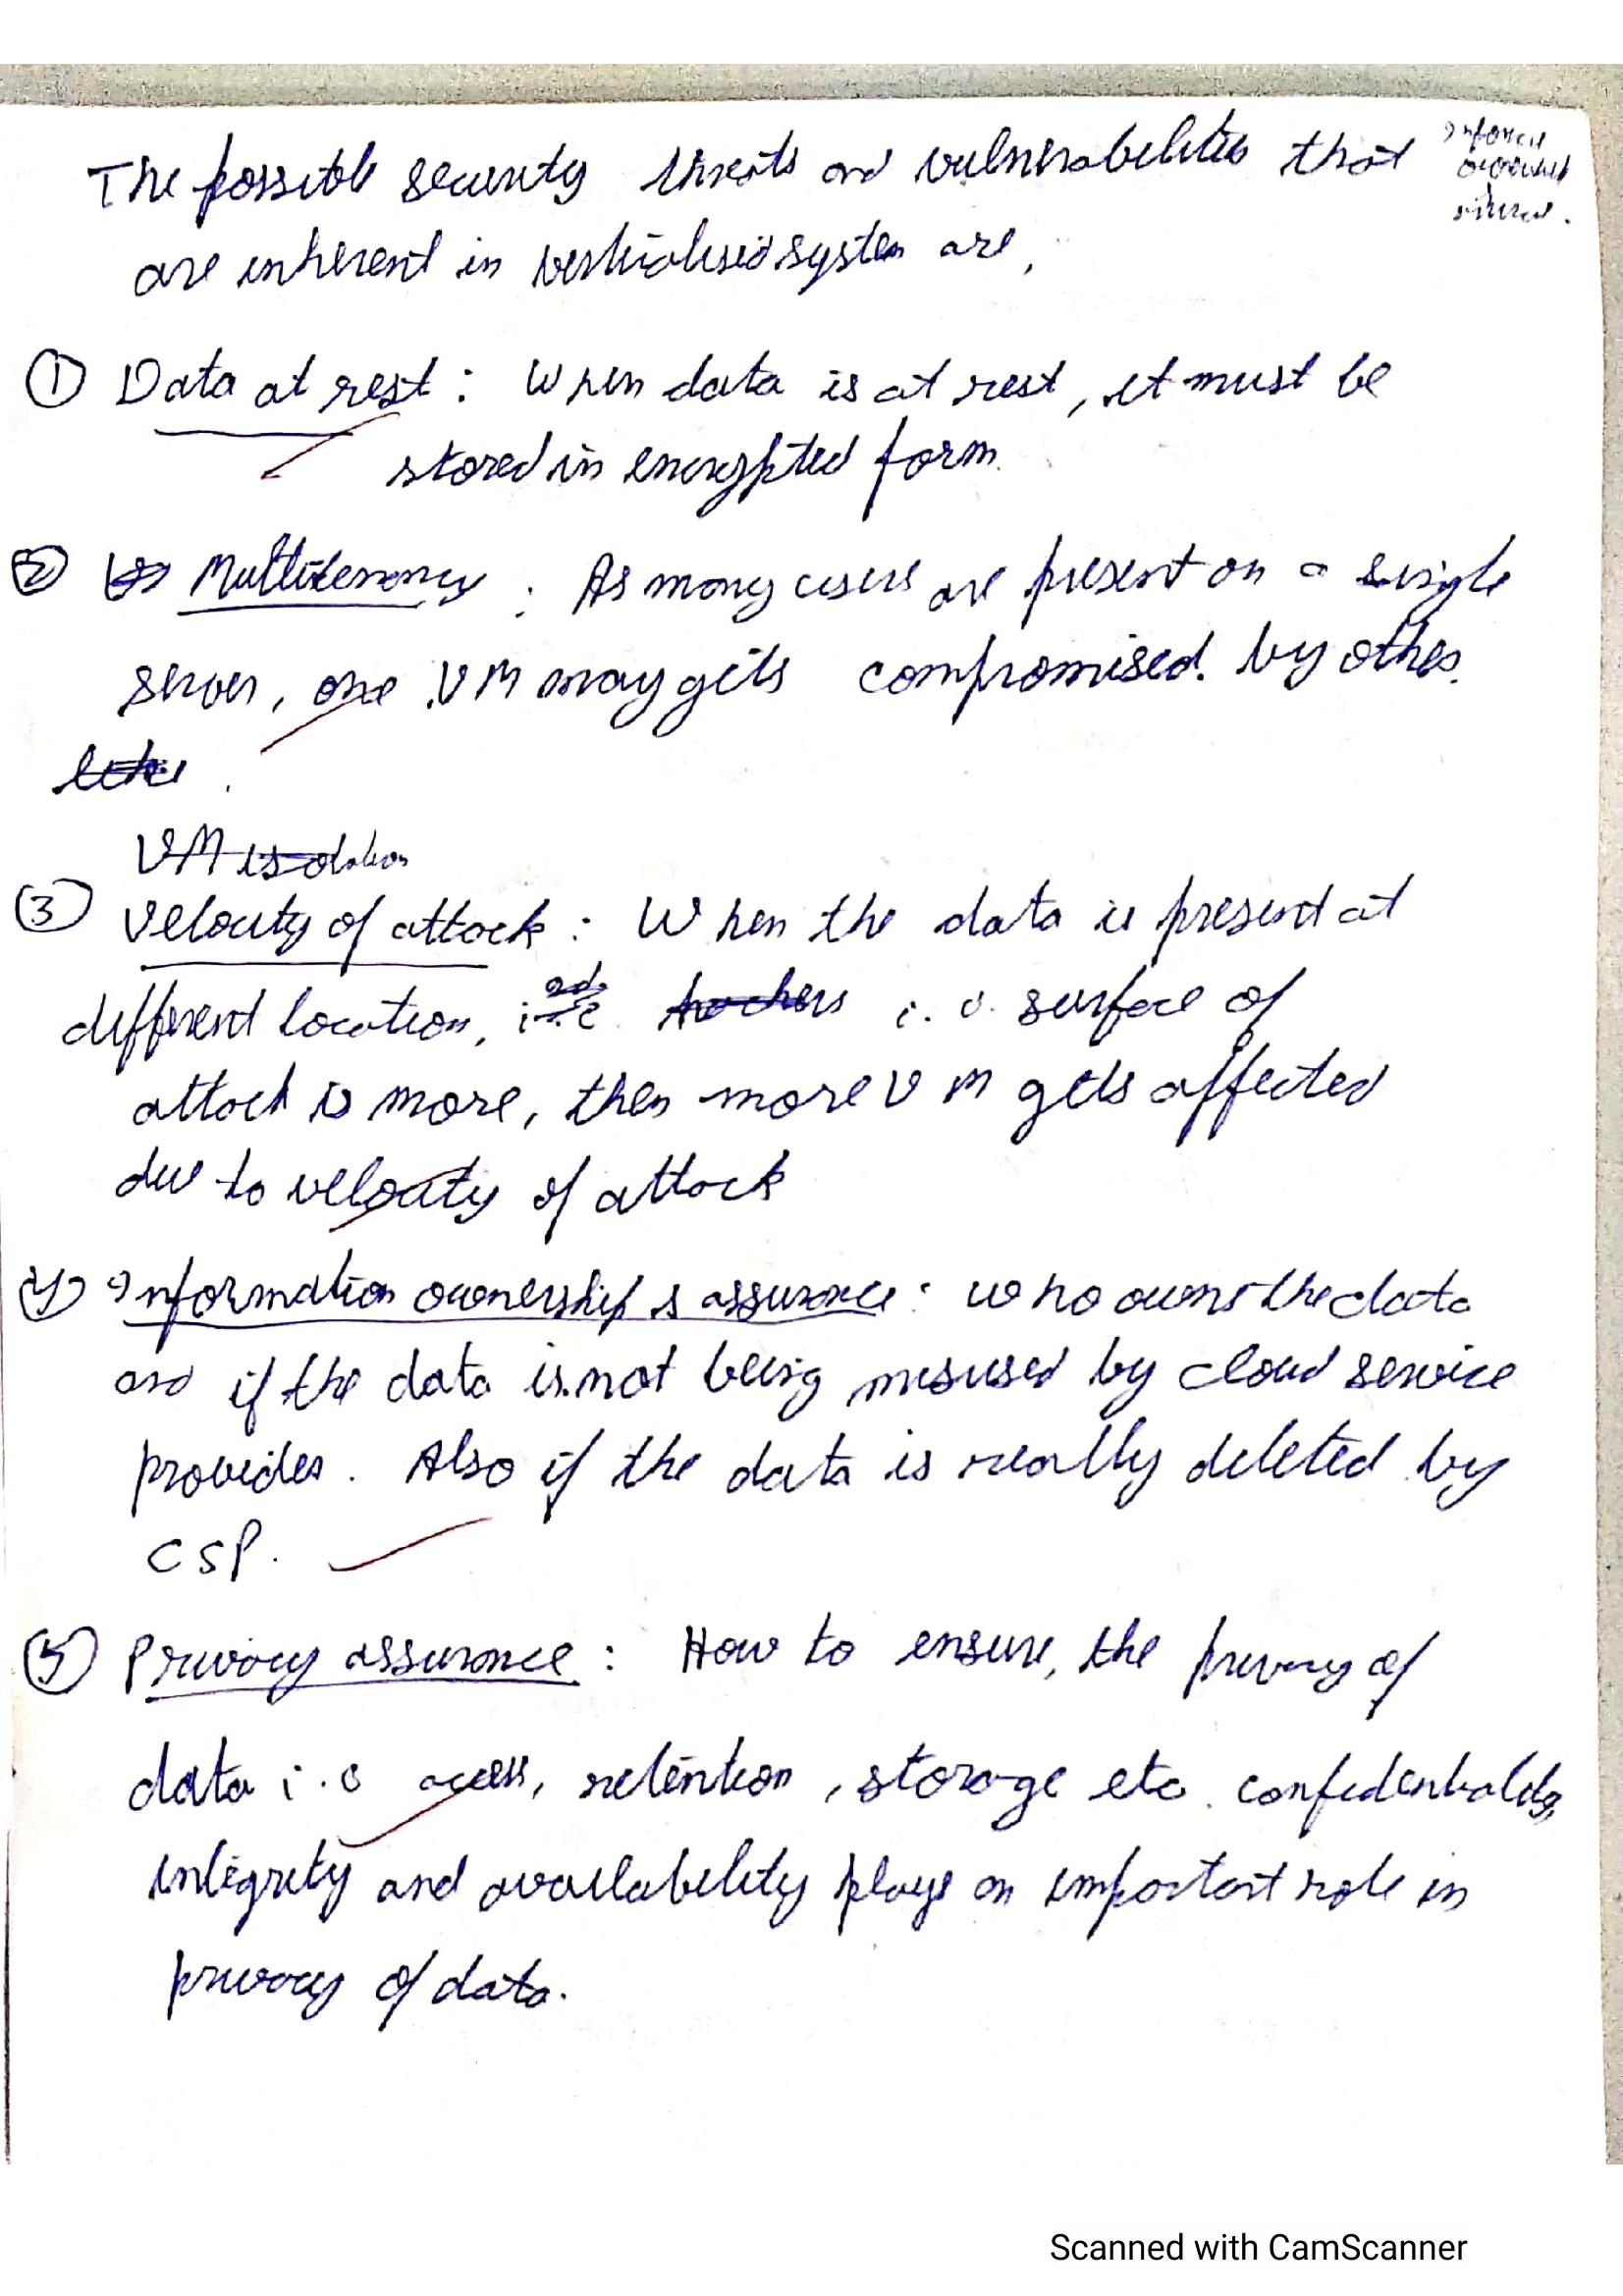 The possible security threats and vulnerabilities that
are inherent in system are,
① Data at rest : When data is at rest, it must be
stored in encrypted form.
② Multitenancy : As many users are present on a single
server, one VM may gets compromised. by other.
VM isolation
③ Velocity of attack : When the data is present at
different location, hackers i.e. surface of
attack is more, then more VM gets affected
due to velocity of attack
4) Information ownership & assurance : who owns the data
and if the data is not being misused by cloud service
provider. Also if the data is really deleted by
CSP.
⑤ Privacy assurance : How to ensure, the privacy of
data i.e access, retention, storage etc. confidentiality,
integrity and availability plays an important role in
privacy of data.
Scanned with CamScanner